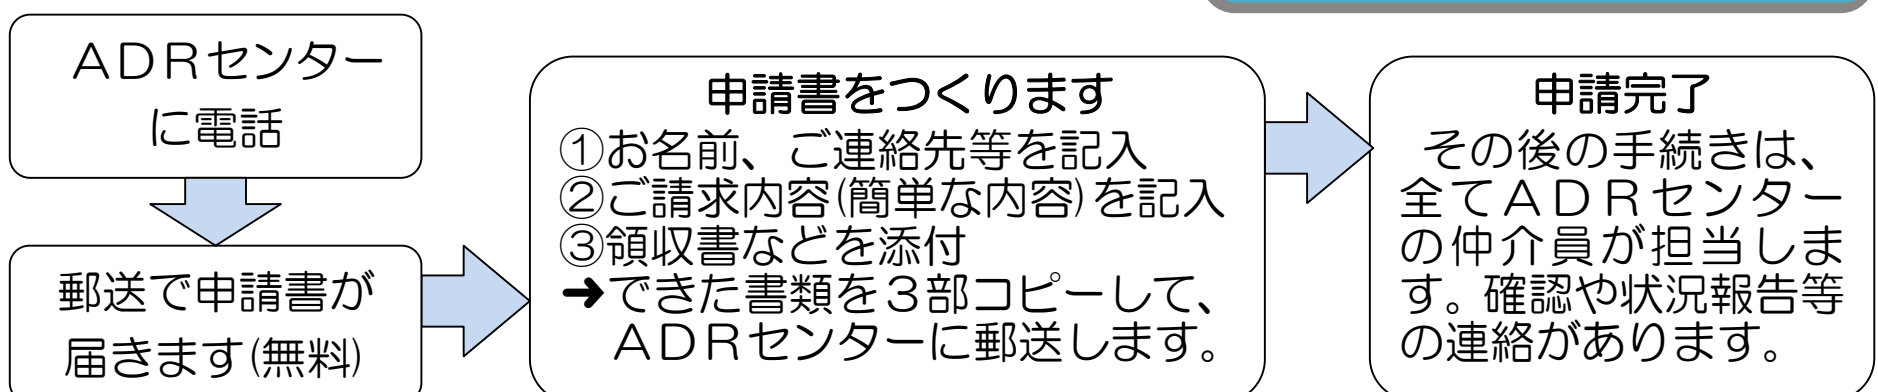 ＡＤＲセンター
に電話
郵送で申請書が
届きます(無料)
申請書をつくります
①お名前、ご連絡先等を記入
②ご請求内容(簡単な内容)を記入
③領収書などを添付
➜できた書類を３部コピーして、
ＡＤＲセンターに郵送します。
申請完了
その後の手続きは、
全てＡＤＲセンター
の仲介員が担当しま
す。確認や状況報告等
の連絡があります。